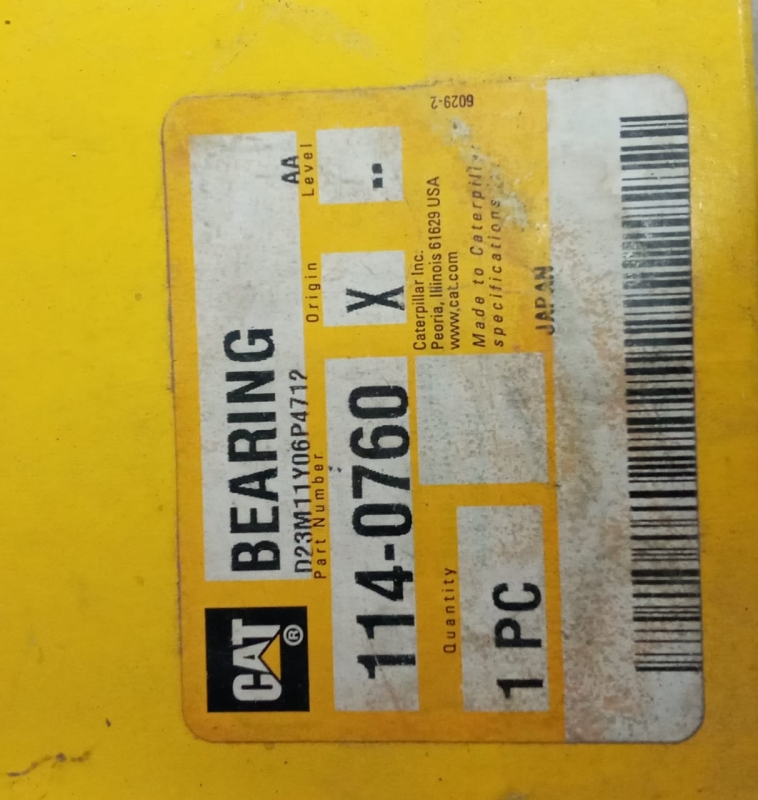 CAT®
BEARING
D23M11Y06P4712
AA
Part Number
Origin
Level
114-0760
X
Quantity
1 PC
Caterpillar Inc.
Peoria, Illinois 61629 USA
www.cat.com
Made to Caterpillar
specifications
JAPAN
6029-2